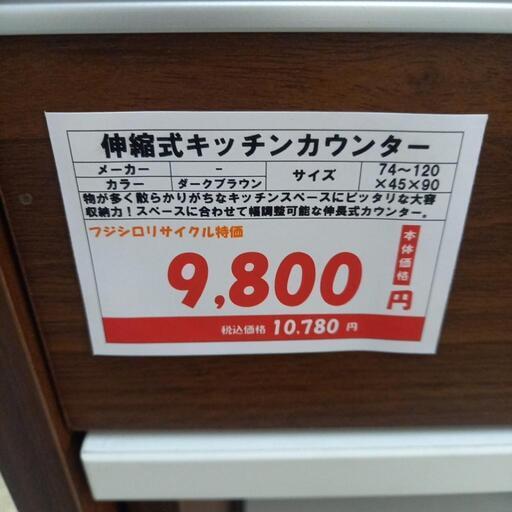 伸縮式キッチンカウンター
メーカー - サイズ 74〜120
カラー ダークブラウン ×45×90
物が多く散らかりがちなキッチンスペースにピッタリな大容
収納力！スペースに合わせて幅調整可能な伸長式カウンター。
フジシロリサイクル特価
9,800 円 本体価格
税込価格 10.780 円